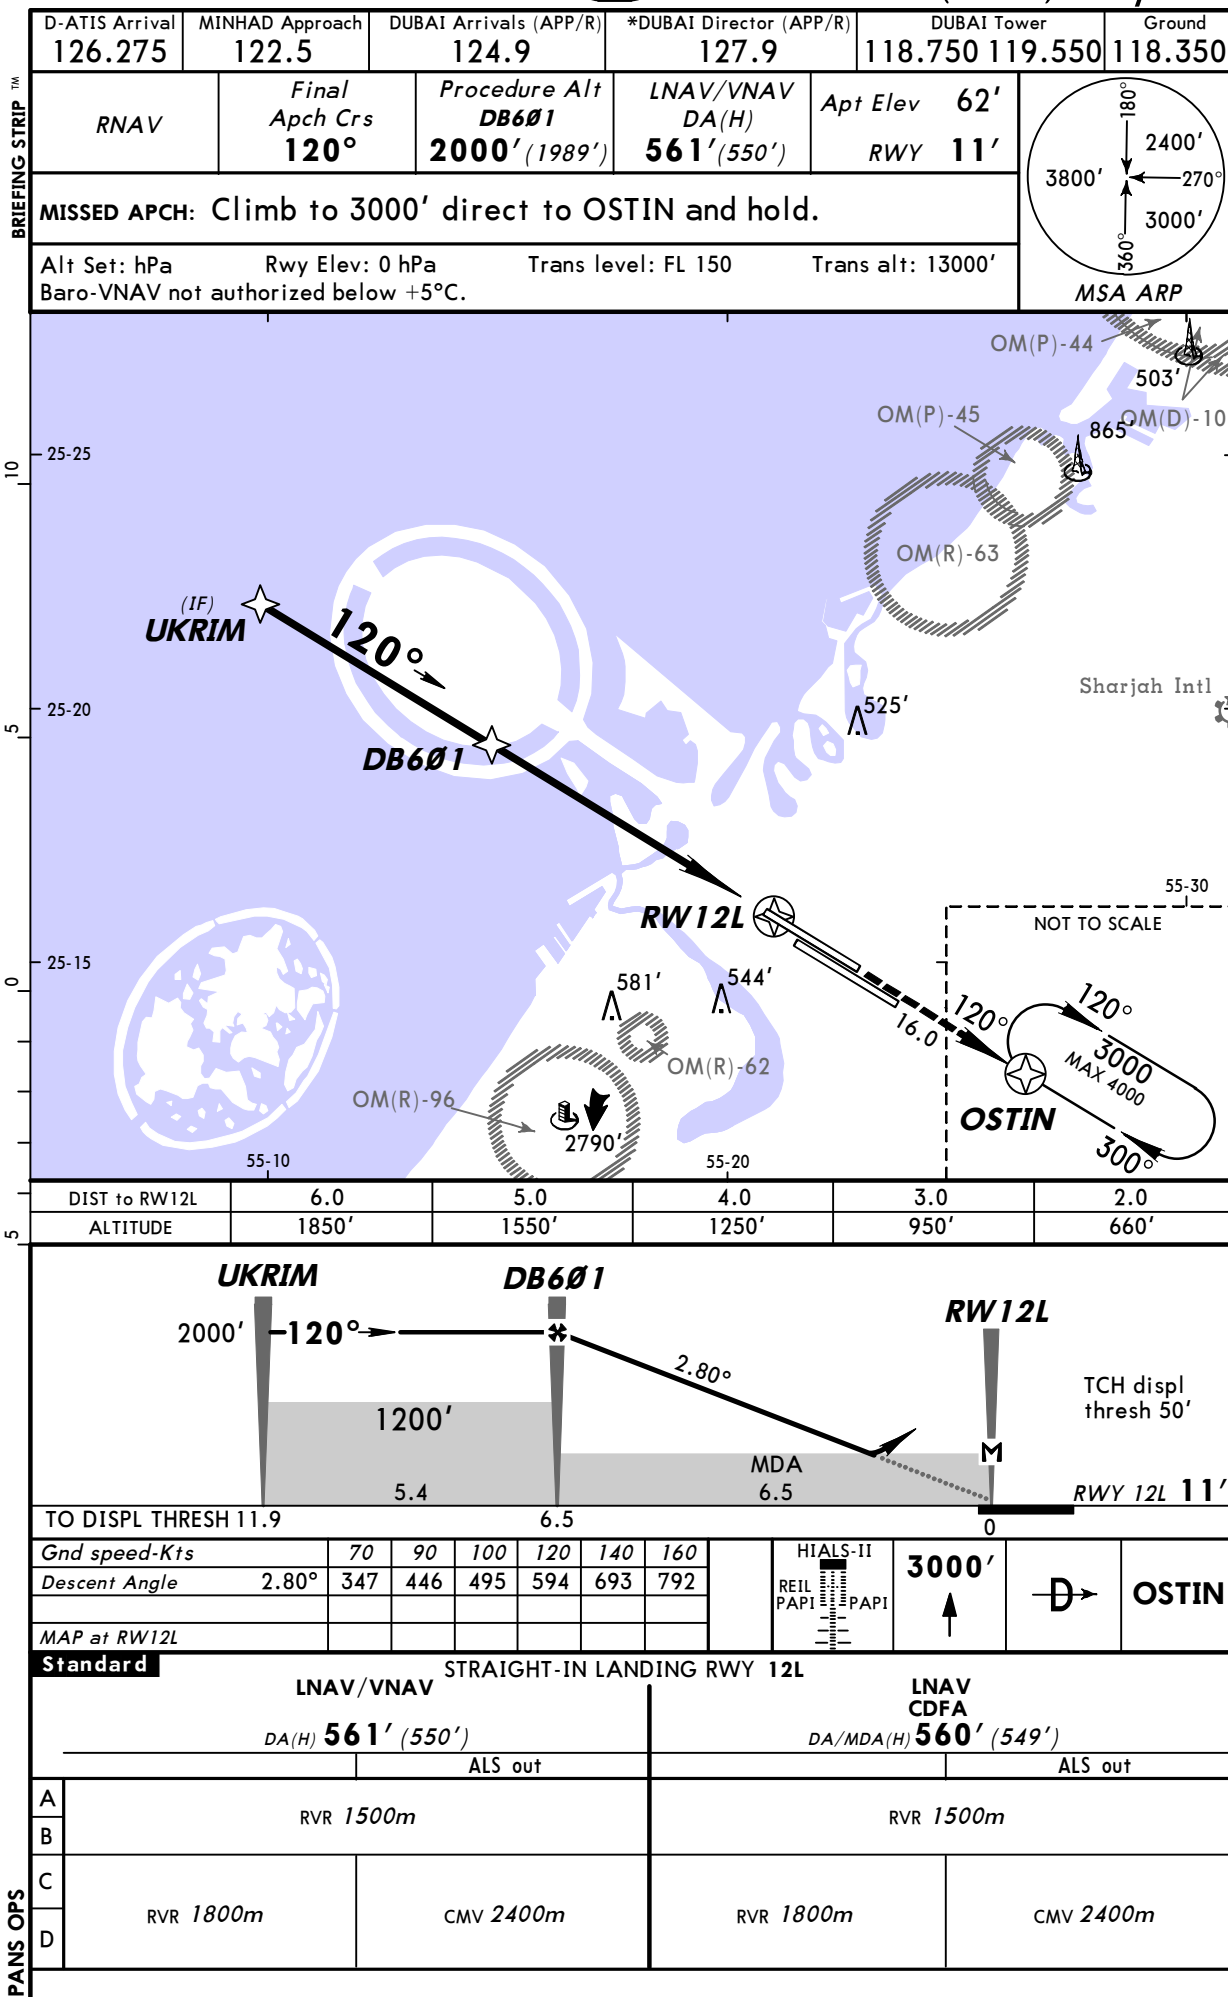 D-ATIS Arrival MINHAD Approach DUBAI Arrivals (APP/R) *DUBAI Director (APP/R) DUBAI Tower Ground
126.275 122.5 124.9 127.9 118.750 119.550 118.350
BRIEFING STRIP TM
RNAV
Final
Apch Crs
120°
Procedure Alt
DB6Ø1
2000' (1989')
LNAV/VNAV
DA(H)
561' (550')
Apt Elev 62'
RWY 11'
MISSED APCH: Climb to 3000' direct to OSTIN and hold.
Alt Set: hPa Rwy Elev: 0 hPa Trans level: FL 150 Trans alt: 13000'
Baro-VNAV not authorized below +5°C.
180°
2400'
3800'
270°
3000'
360°
MSA ARP
OM(P)-44
503'
OM(P)-45
OM(D)-10
865'
25-25
10
OM(R)-63
(IF)
UKRIM
120°
Sharjah Intl
525'
25-20
5
DB6Ø1
55-30
RW12L
NOT TO SCALE
25-15
0
581'
544'
120°
120°
16.0
3000
MAX 4000
OM(R)-62
OM(R)-96
OSTIN
2790'
300°
55-10
55-20
5
DIST to RW12L 6.0 5.0 4.0 3.0 2.0
ALTITUDE 1850' 1550' 1250' 950' 660'
UKRIM DB6Ø1
RW12L
2000' 120°
2.80°
TCH displ
thresh 50'
1200'
M
MDA
5.4 6.5
RWY 12L 11'
TO DISPL THRESH 11.9 6.5 0
Gnd speed-Kts 70 90 100 120 140 160
Descent Angle 2.80° 347 446 495 594 693 792
MAP at RW12L
HIALS-II
REIL
PAPI PAPI
3000'
D
OSTIN
Standard STRAIGHT-IN LANDING RWY 12L
LNAV/VNAV
DA(H) 561' (550')
ALS out
LNAV
CDFA
DA/MDA(H) 560' (549')
ALS out
A
B
RVR 1500m RVR 1500m
C
D
RVR 1800m CMV 2400m RVR 1800m CMV 2400m
PANS OPS